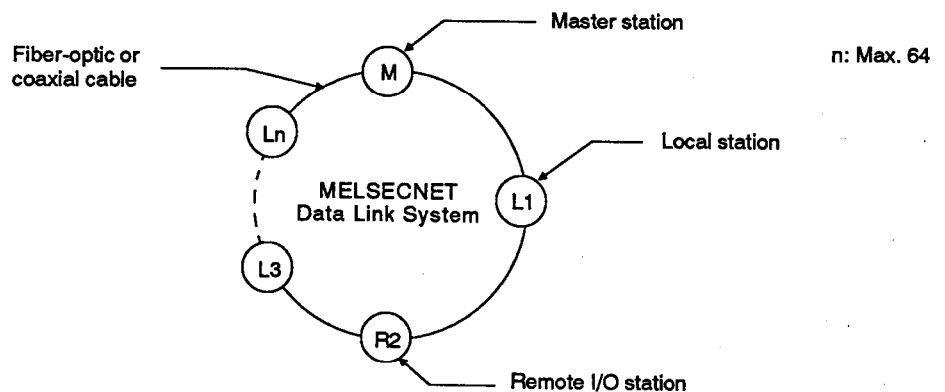 Master station
Fiber-optic or
coaxial cable
n: Max. 64
M
Ln
Local station
MELSECNET
Data Link System
L1
L3
R2
Remote I/O station